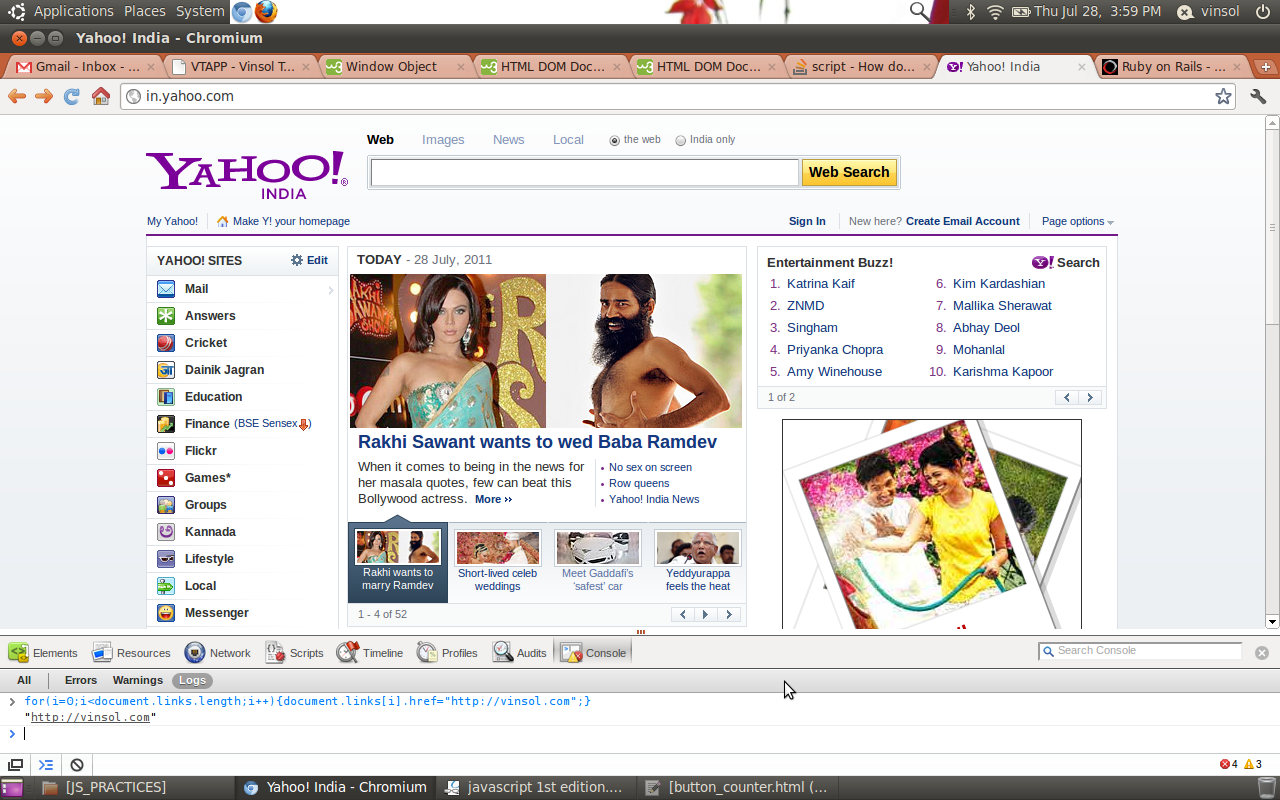 Applications Places System
Thu Jul 28, 3:59 PM vinsol
Yahoo! India - Chromium
Gmail - Inbox - ...
VTAPP - Vinsol T...
Window Object
HTML DOM Doc...
HTML DOM Doc...
script - How do...
Yahoo! India
Ruby on Rails - ...
in.yahoo.com
Web Images News Local the web India only
YAHOO!®
INDIA
Web Search
My Yahoo! Make Y! your homepage
Sign In New here? Create Email Account Page options
YAHOO! SITES Edit
Mail
Answers
Cricket
Dainik Jagran
Education
Finance (BSE Sensex )
Flickr
Games*
Groups
Kannada
Lifestyle
Local
Messenger
TODAY - 28 July, 2011
RAKHI
SAWANT
SHOW
Rakhi Sawant wants to wed Baba Ramdev
When it comes to being in the news for
her masala quotes, few can beat this
Bollywood actress. More ››
• No sex on screen
• Row queens
• Yahoo! India News
Rakhi wants to
marry Ramdev
Short-lived celeb
weddings
Meet Gaddafi's
'safest' car
Yeddyurappa
feels the heat
1 - 4 of 52
Entertainment Buzz! Y! Search
1. Katrina Kaif
2. ZNMD
3. Singham
4. Priyanka Chopra
5. Amy Winehouse
6. Kim Kardashian
7. Mallika Sherawat
8. Abhay Deol
9. Mohanlal
10. Karishma Kapoor
1 of 2
Elements Resources Network Scripts Timeline Profiles Audits Console Search Console
All Errors Warnings Logs
> for(i=0;i<document.links.length;i++){document.links[i].href="http://vinsol.com";}
"http://vinsol.com"
>
4 3
[JS_PRACTICES]
Yahoo! India - Chromium
javascript 1st edition....
[button_counter.html (...